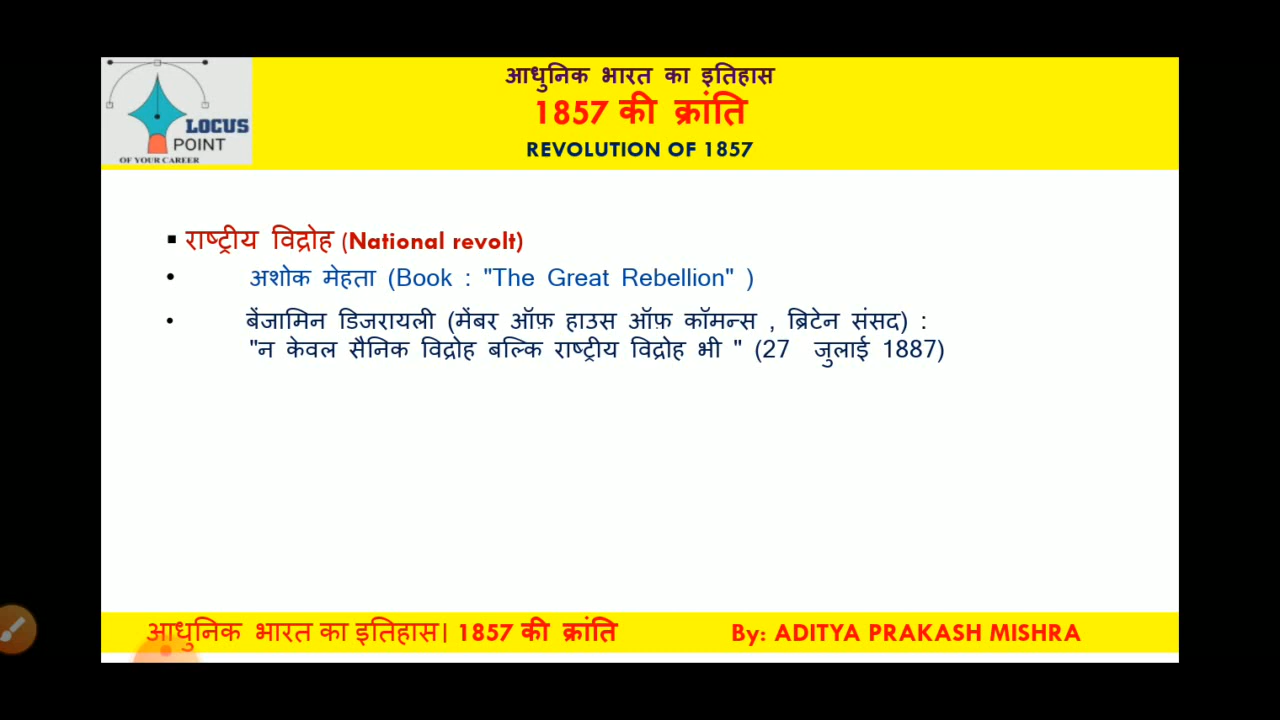 LOCUS
POINT
OF YOUR CAREER
आधुनिक भारत का इतिहास
1857 की क्रांति
REVOLUTION OF 1857
▪ राष्ट्रीय विद्रोह (National revolt)
• अशोक मेहता (Book : "The Great Rebellion" )
• बेंजामिन डिजरायली (मेंबर ऑफ़ हाउस ऑफ़ कॉमन्स , ब्रिटेन संसद) :
"न केवल सैनिक विद्रोह बल्कि राष्ट्रीय विद्रोह भी " (27 जुलाई 1887)
आधुनिक भारत का इतिहास। 1857 की क्रांति By: ADITYA PRAKASH MISHRA